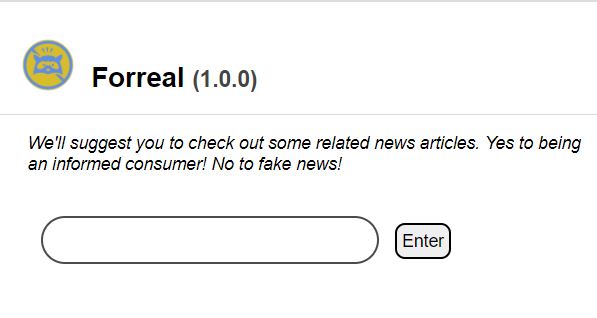 Forreal (1.0.0)
We'll suggest you to check out some related news articles. Yes to being
an informed consumer! No to fake news!
Enter